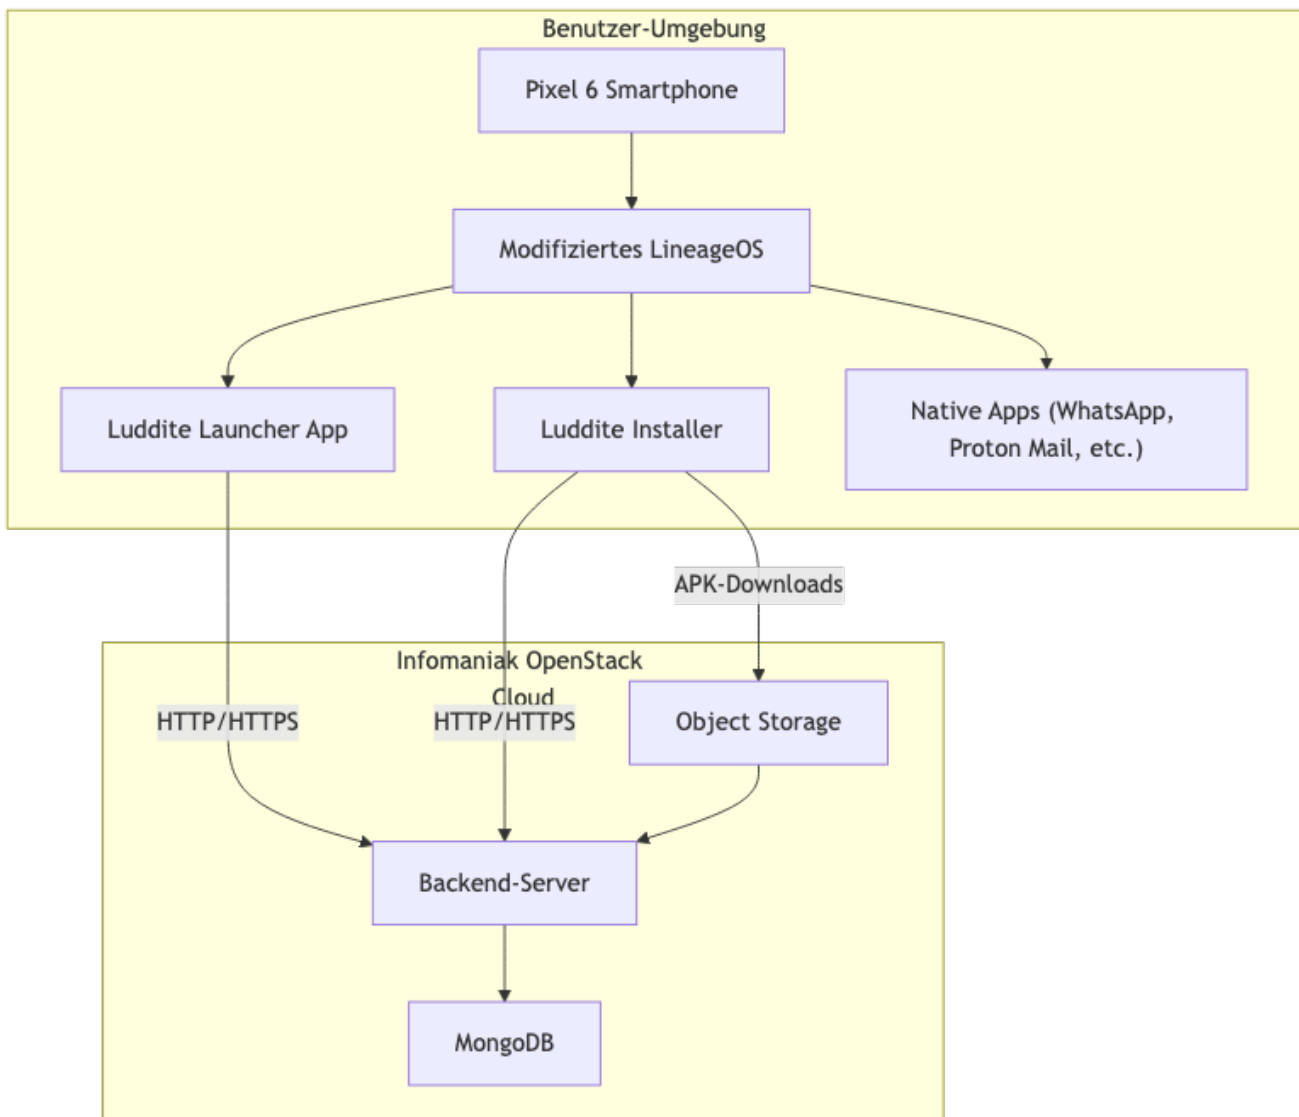 Benutzer-Umgebung
Pixel 6 Smartphone
Modifiziertes LineageOS
Luddite Launcher App
Luddite Installer
Native Apps (WhatsApp,
Proton Mail, etc.)
APK-Downloads
Infomaniak OpenStack
Cloud
HTTP/HTTPS
HTTP/HTTPS
Object Storage
Backend-Server
MongoDB